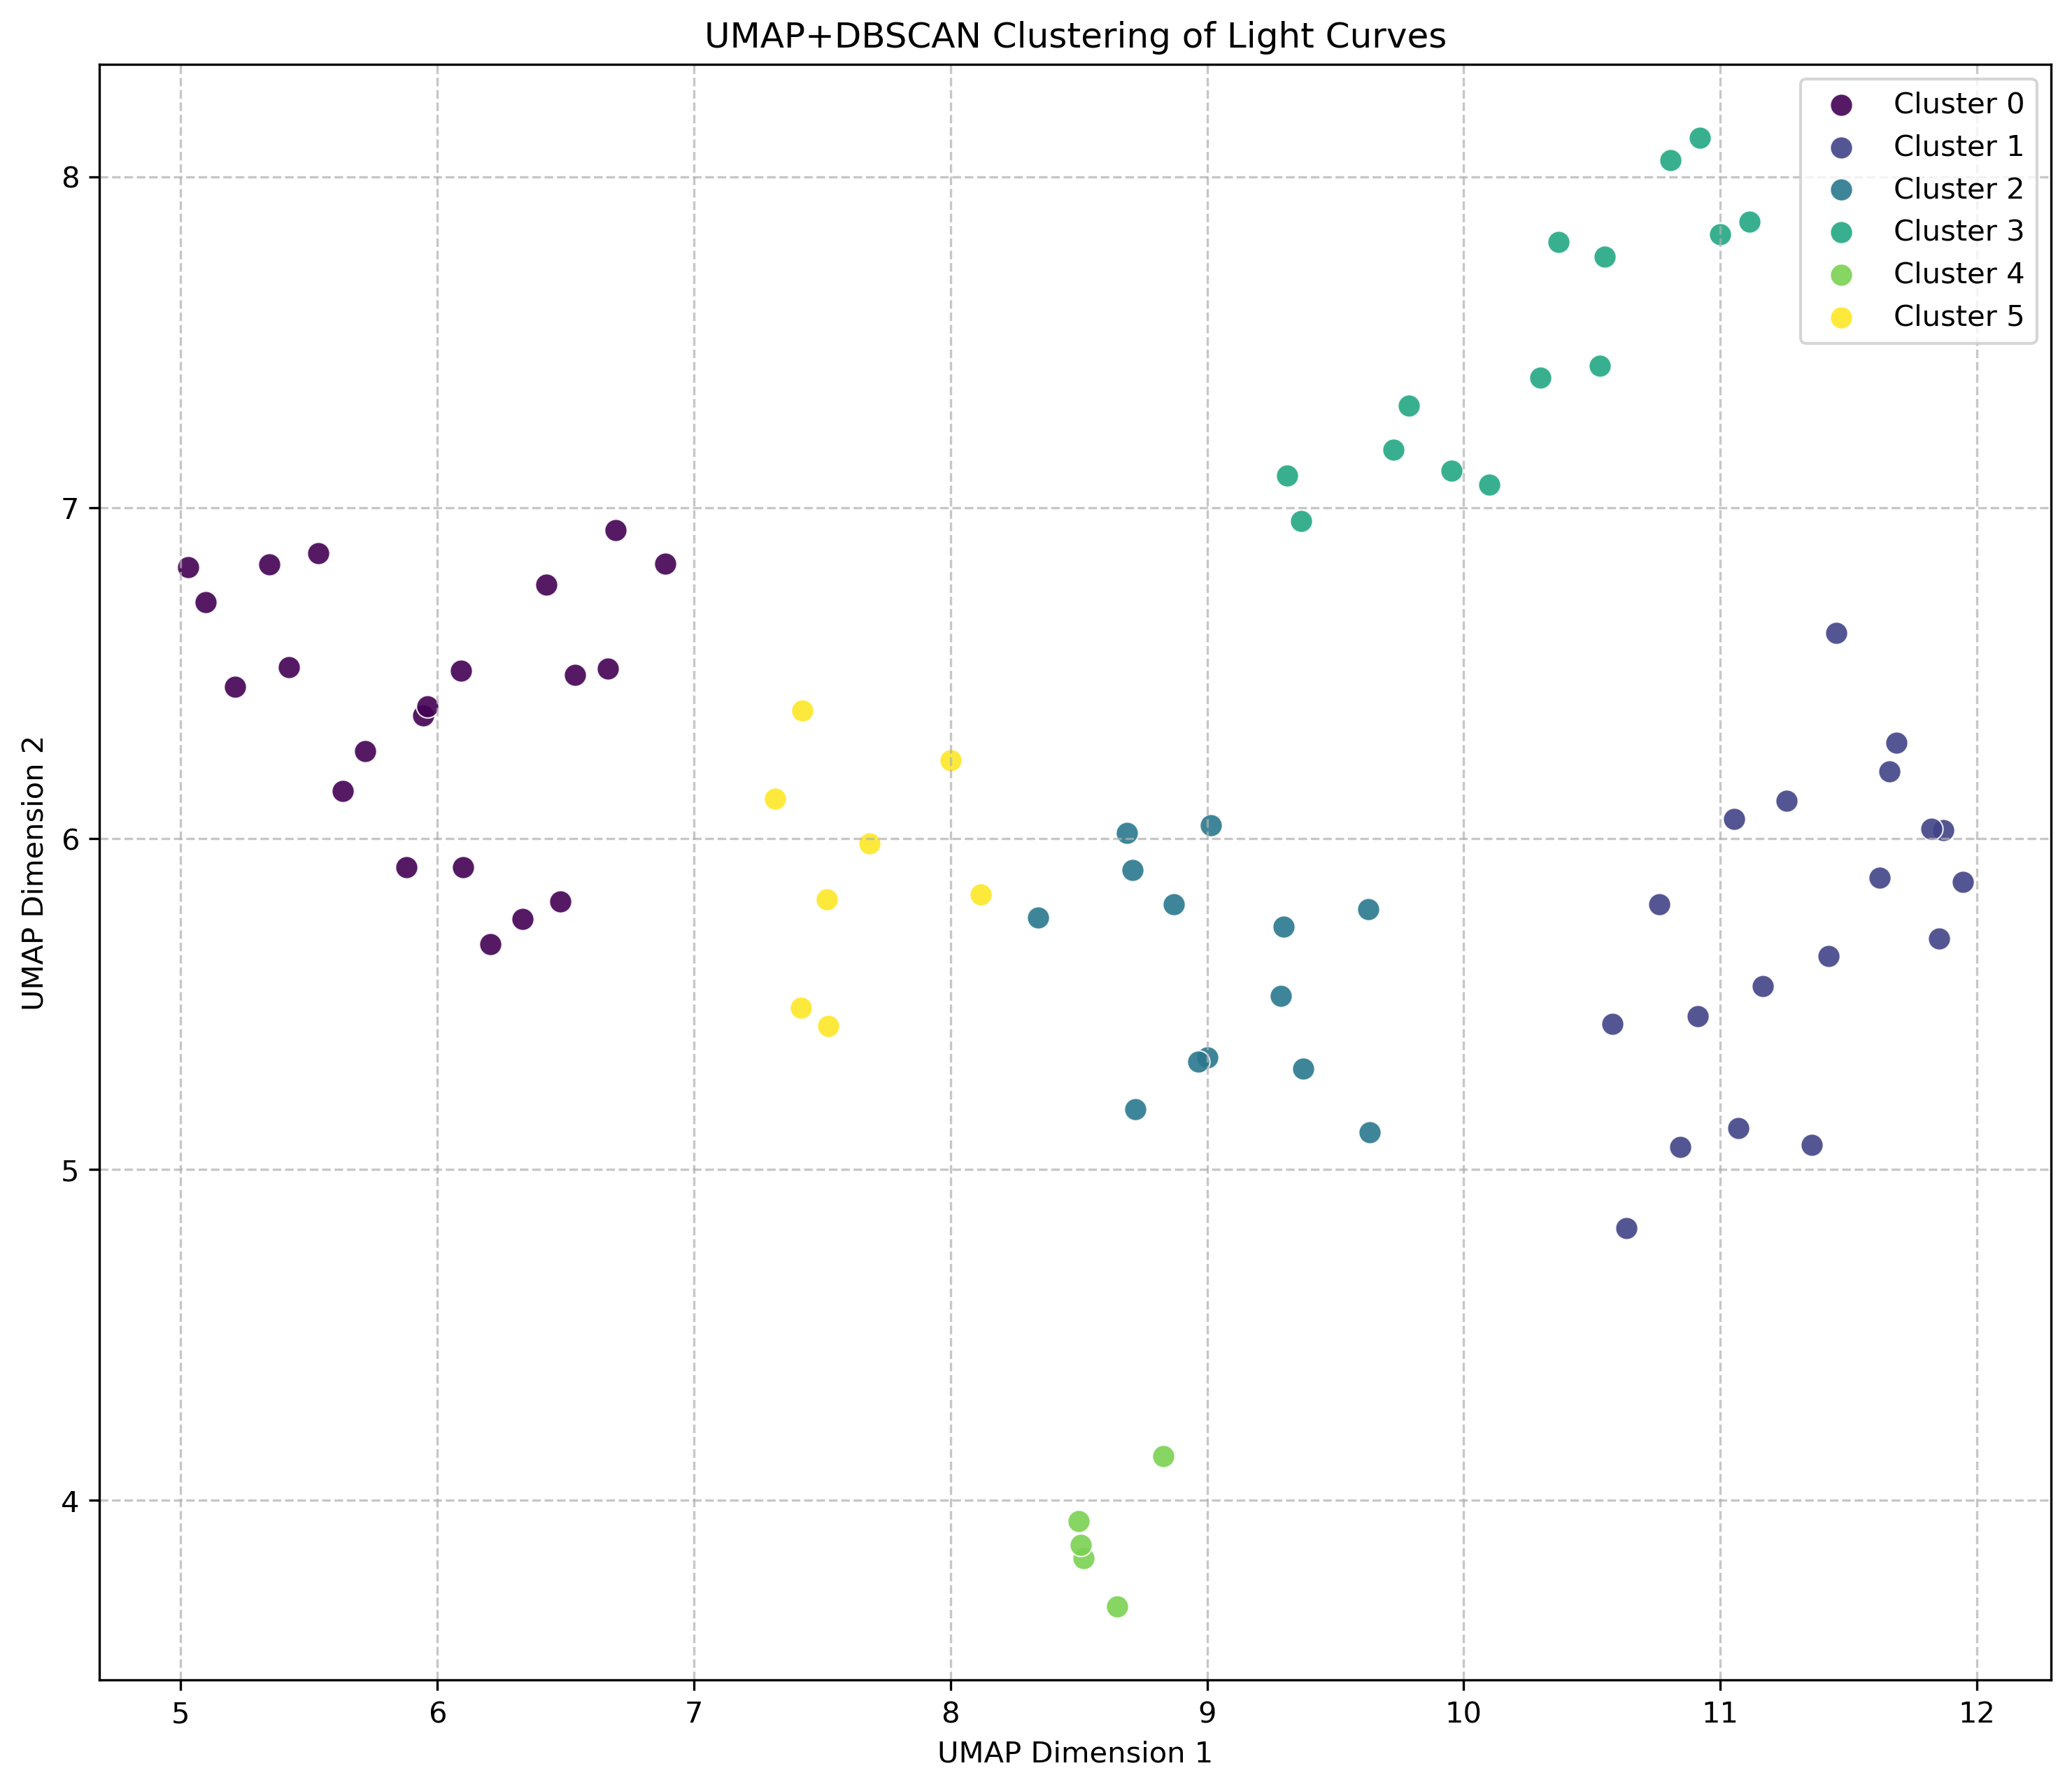 UMAP+DBSCAN Clustering of Light Curves
Cluster 0
Cluster 1
Cluster 2
Cluster 3
Cluster 4
Cluster 5
8
7
6
5
4
UMAP Dimension 2
5 6 7 8 9 10 11 12
UMAP Dimension 1